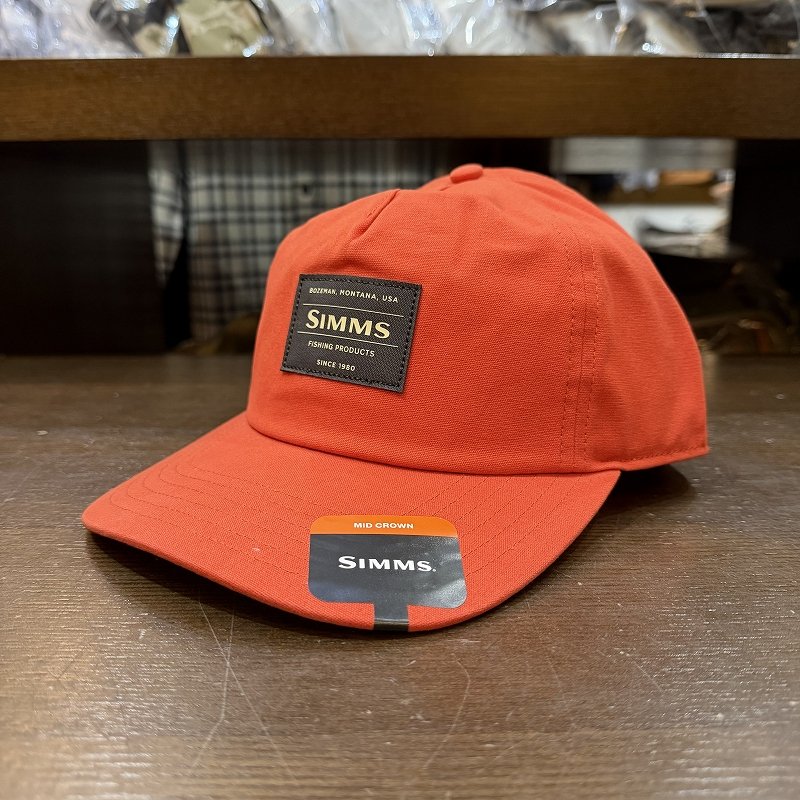 BOZEMAN, MONTANA, USA
SIMMS
FISHING PRODUCTS
SINCE 1980
MID CROWN
SIMMS.